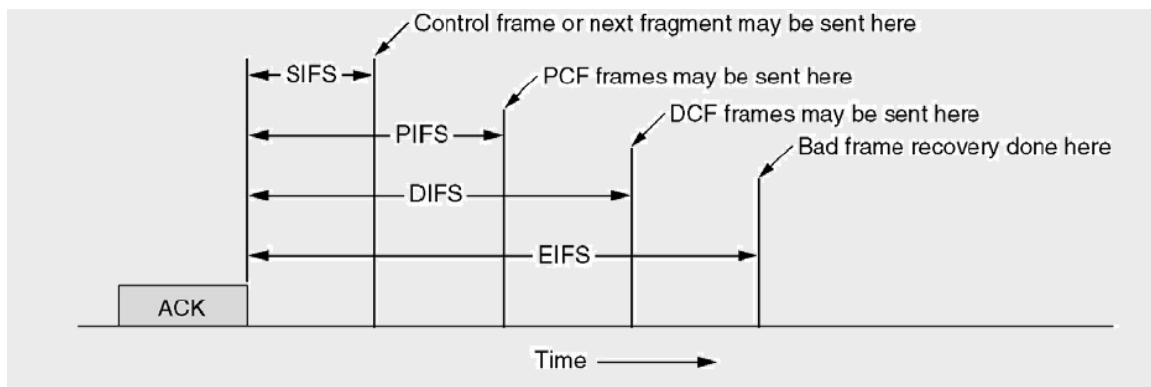 Control frame or next fragment may be sent here
SIFS
PCF frames may be sent here
PIFS
DCF frames may be sent here
DIFS
Bad frame recovery done here
EIFS
ACK
Time